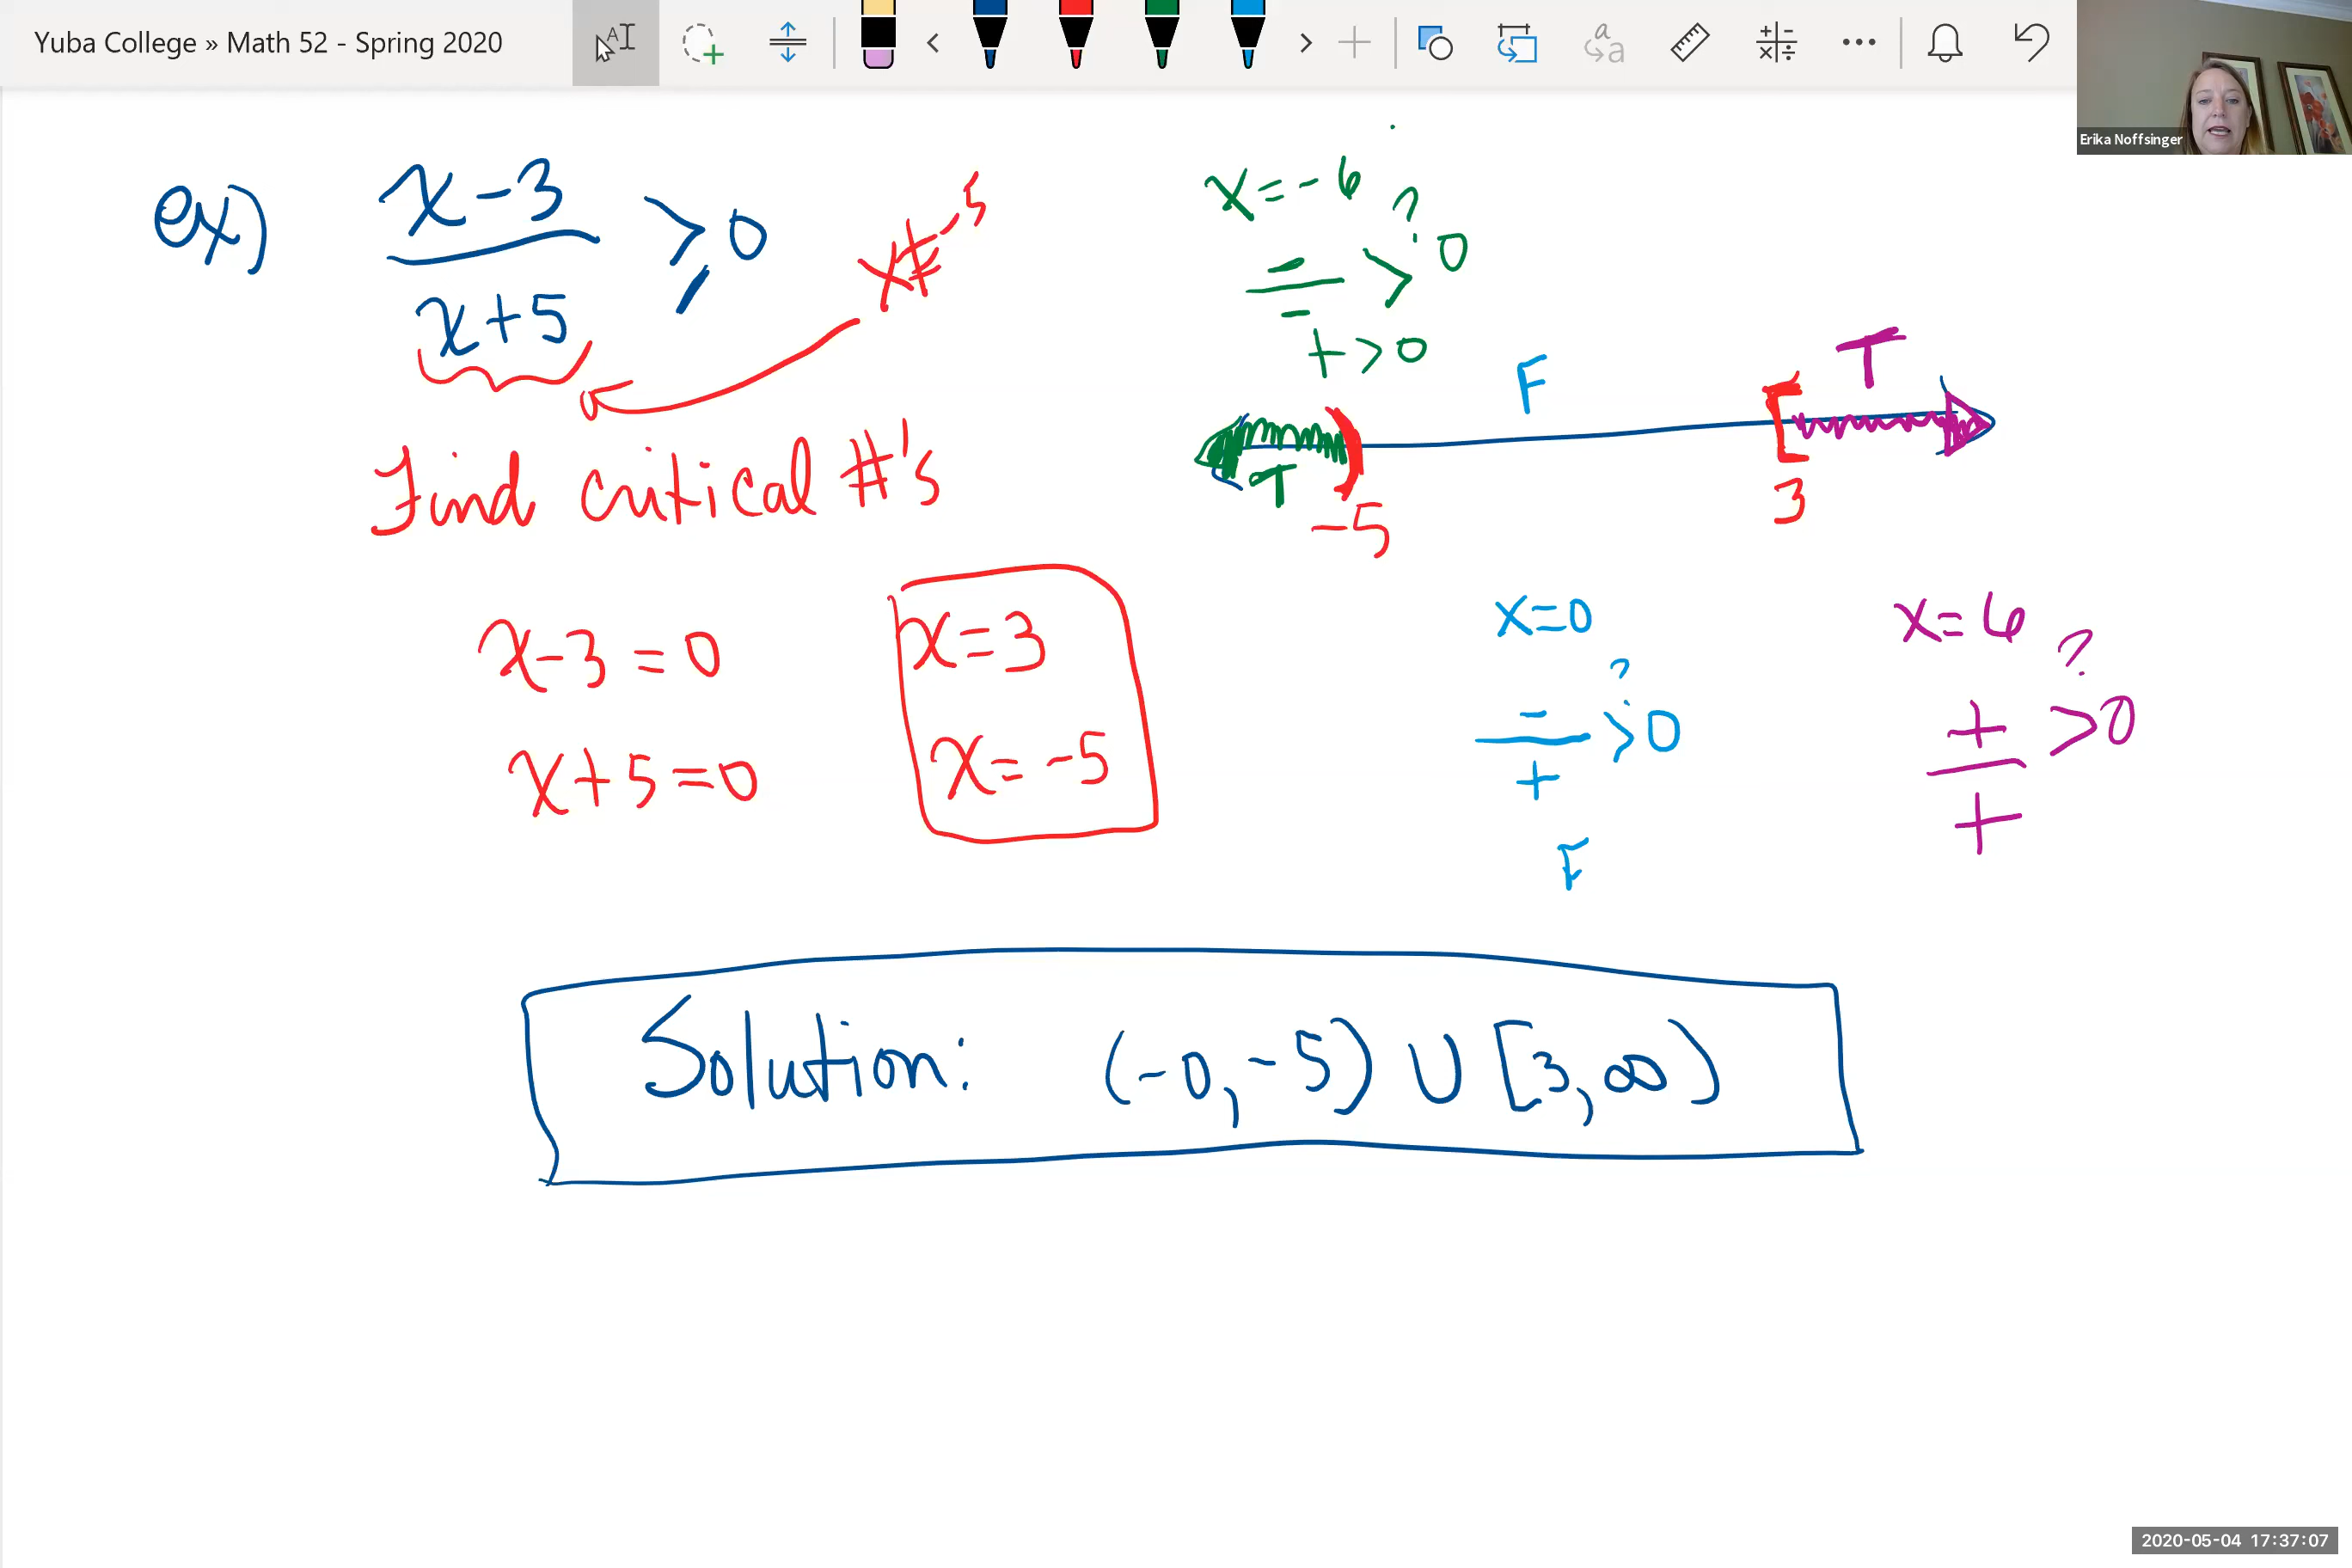 Yuba College » Math 52 - Spring 2020
Erika Noffsinger
ex) x-3 / x+5 ≥ 0
x ≠ -5
Find critical #'s
x-3=0 x=3
x+5=0 x=-5
x=-6
-/- >? 0
+>0
T F T
-5 3
x=0
-/+ >? 0
F
x=6
+/+ >? 0
Solution: (-0,-5) ∪ [3,∞)
2020-05-04 17:37:07